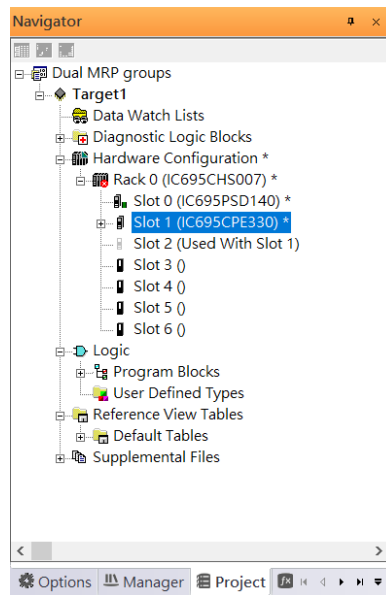 Navigator
Dual MRP groups
Target1
Data Watch Lists
Diagnostic Logic Blocks
Hardware Configuration *
Rack 0 (IC695CHS007) *
Slot 0 (IC695PSD140) *
Slot 1 (IC695CPE330) *
Slot 2 (Used With Slot 1)
Slot 3 ()
Slot 4 ()
Slot 5 ()
Slot 6 ()
Logic
Program Blocks
User Defined Types
Reference View Tables
Default Tables
Supplemental Files
Options Manager Project